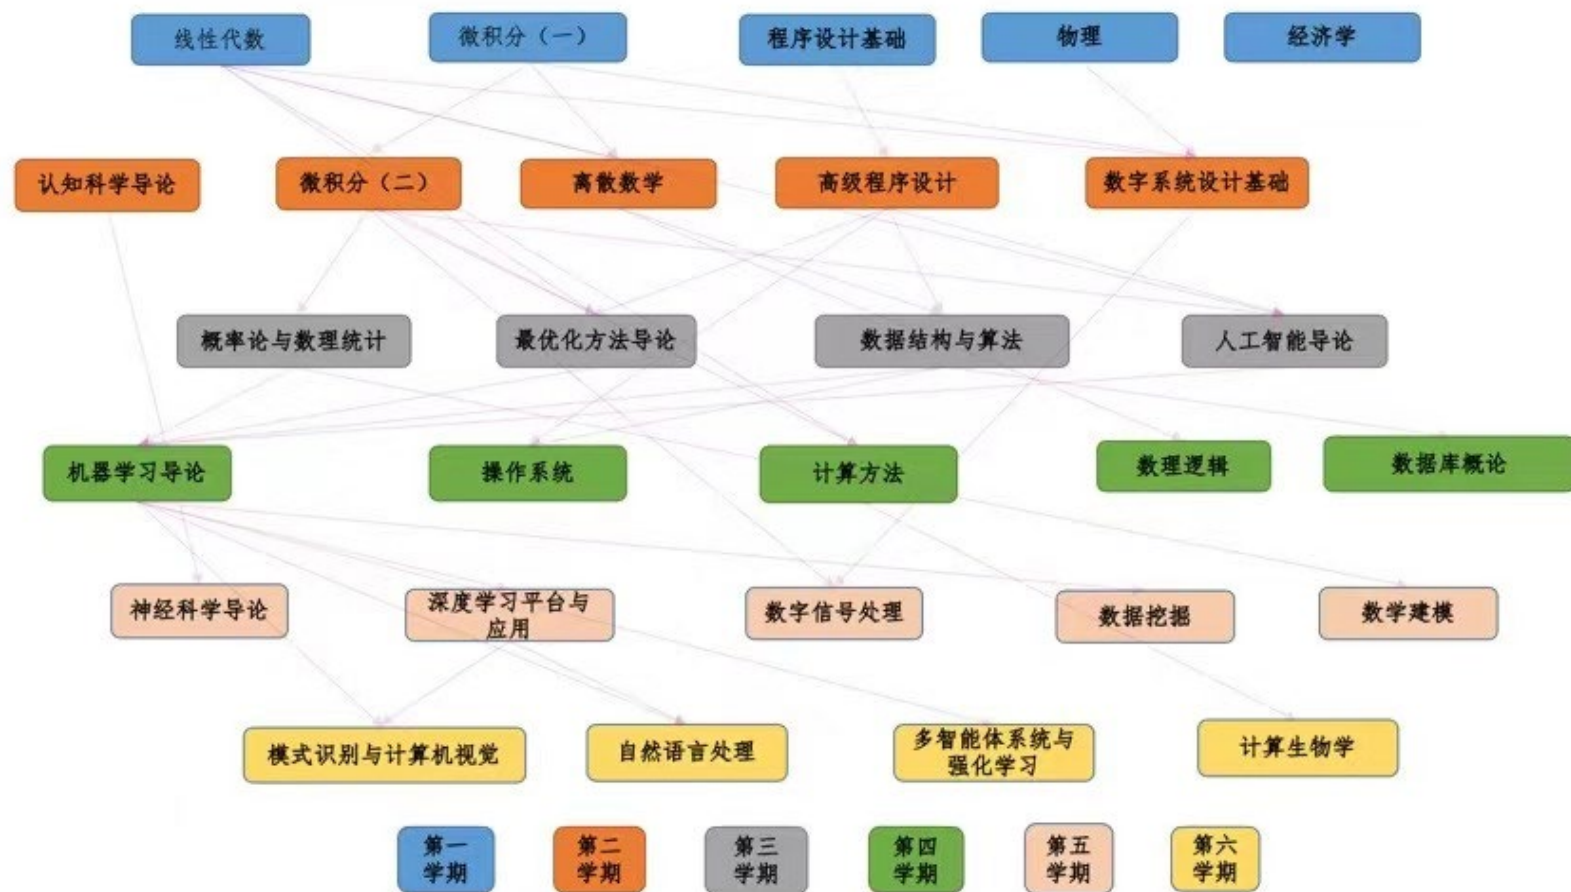 线性代数
微积分（一）
程序设计基础
物理
经济学
认知科学导论
微积分（二）
离散数学
高级程序设计
数字系统设计基础
概率论与数理统计
最优化方法导论
数据结构与算法
人工智能导论
机器学习导论
操作系统
计算方法
数理逻辑
数据库概论
神经科学导论
深度学习平台与
应用
数字信号处理
数据挖掘
数学建模
模式识别与计算机视觉
自然语言处理
多智能体系统与
强化学习
计算生物学
第一
学期
第二
学期
第三
学期
第四
学期
第五
学期
第六
学期